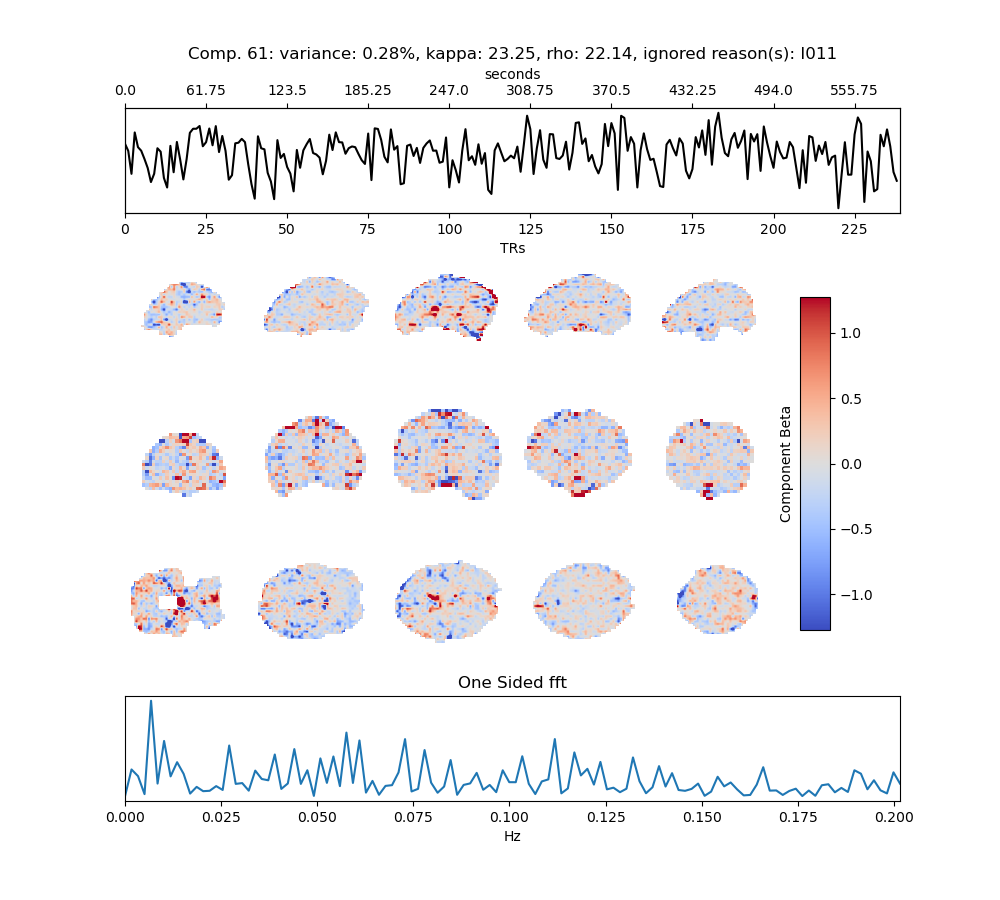 Comp. 61: variance: 0.28%, kappa: 23.25, rho: 22.14, ignored reason(s): I011
seconds
0.0 61.75 123.5 185.25 247.0 308.75 370.5 432.25 494.0 555.75
0 25 50 75 100 125 150 175 200 225
TRs
1.0
0.5
0.0
−0.5
−1.0
Component Beta
One Sided fft
0.000 0.025 0.050 0.075 0.100 0.125 0.150 0.175 0.200
Hz